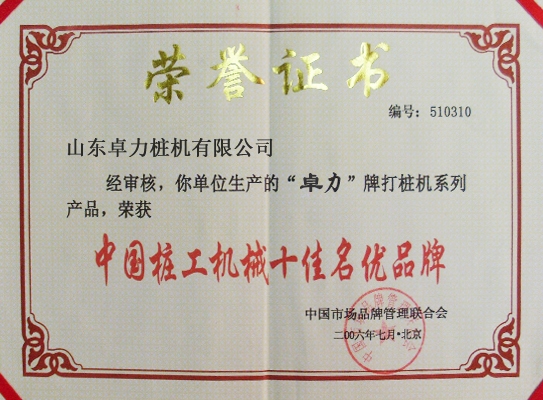 荣誉证书
编号：510310
山东卓力桩机有限公司
经审核，你单位生产的“卓力”牌打桩机系列
产品，荣获
中国桩工机械十佳名优品牌
中国市场品牌管理联合会
二00六年七月·北京